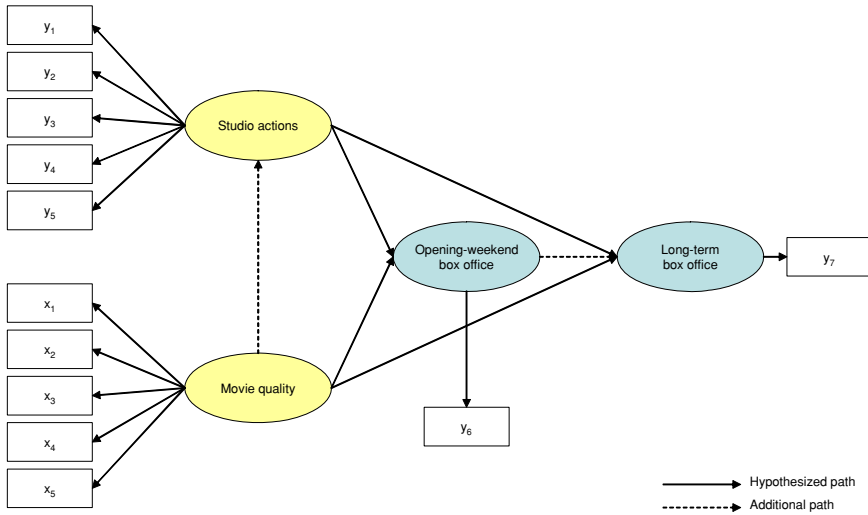 y₁
y₂
y₃
y₄
y₅
Studio actions
Opening-weekend
box office
Long-term
box office
y₇
x₁
x₂
x₃
x₄
x₅
Movie quality
y₆
Hypothesized path
Additional path